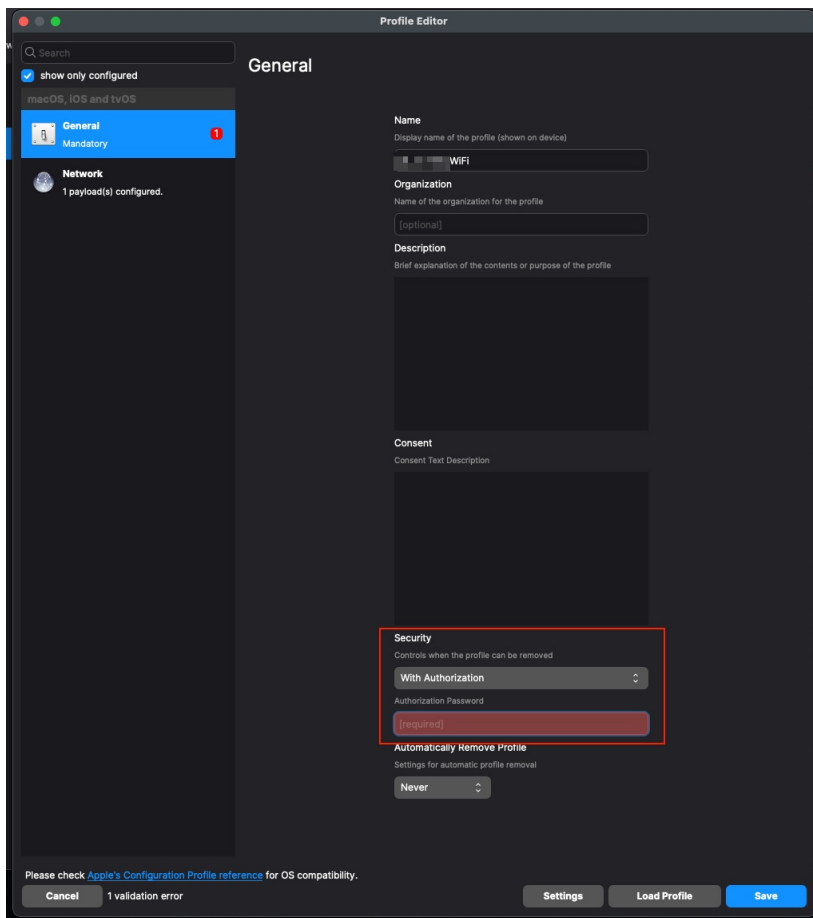 Profile Editor
Search
show only configured
macOS, iOS and tvOS
General
Mandatory
1
Network
1 payload(s) configured.
General
Name
Display name of the profile (shown on device)
WiFi
Organization
Name of the organization for the profile
[optional]
Description
Brief explanation of the contents or purpose of the profile
Consent
Consent Text Description
Security
Controls when the profile can be removed
With Authorization
Authorization Password
[required]
Automatically Remove Profile
Settings for automatic profile removal
Never
Please check Apple's Configuration Profile reference for OS compatibility.
Cancel 1 validation error Settings Load Profile Save